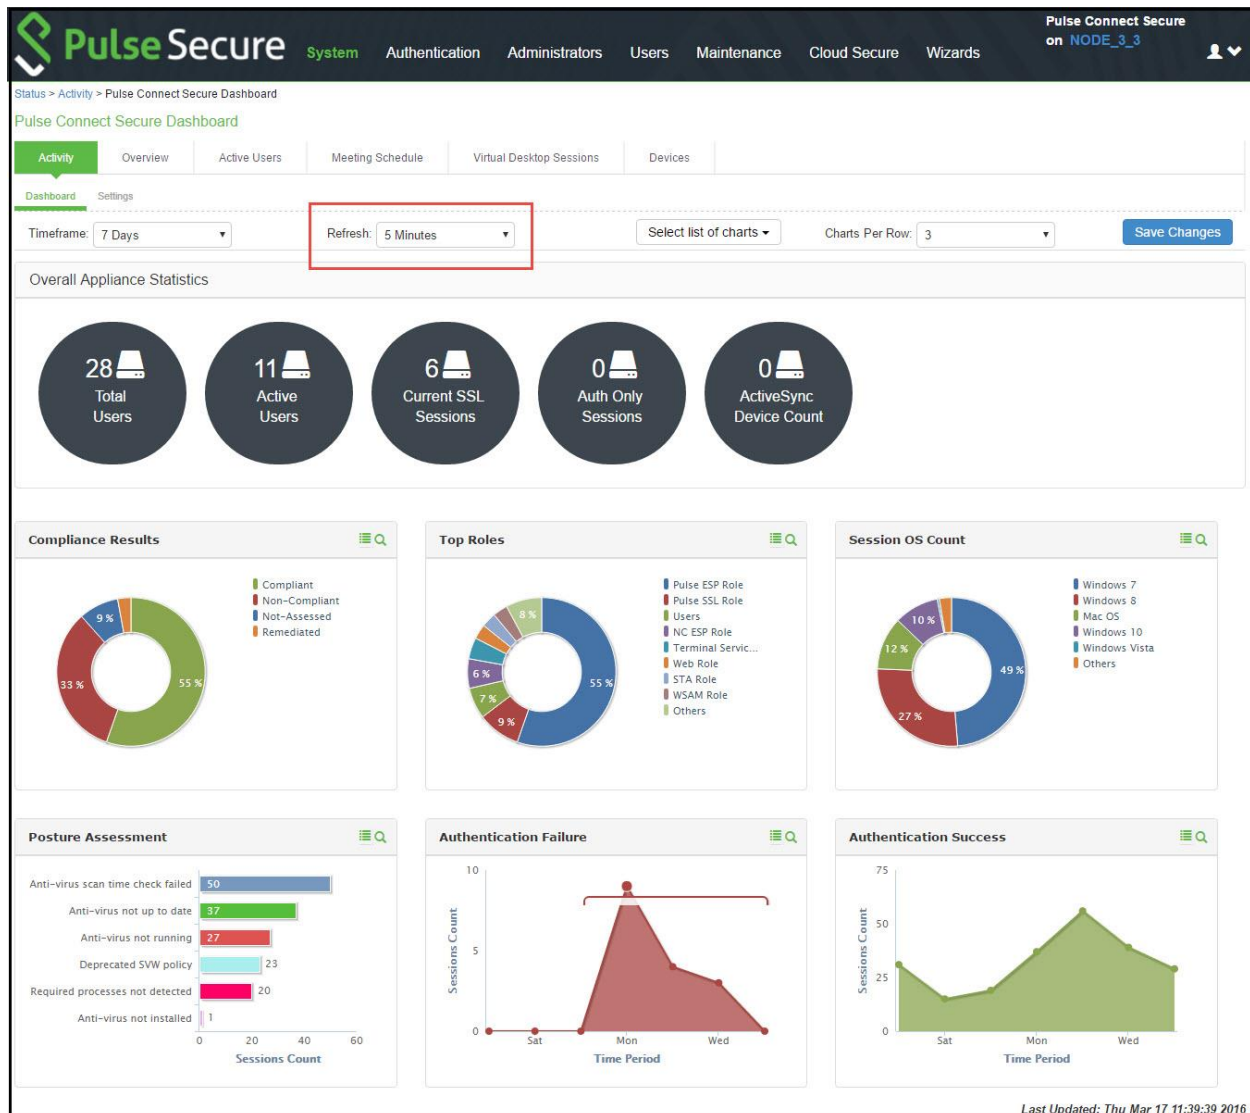 Pulse Secure
System Authentication Administrators Users Maintenance Cloud Secure Wizards
Pulse Connect Secure
on NODE_3_3
Status > Activity > Pulse Connect Secure Dashboard
Pulse Connect Secure Dashboard
Activity Overview Active Users Meeting Schedule Virtual Desktop Sessions Devices
Dashboard Settings
Timeframe: 7 Days Refresh: 5 Minutes Select list of charts Charts Per Row: 3 Save Changes
Overall Appliance Statistics
28
Total
Users
11
Active
Users
6
Current SSL
Sessions
0
Auth Only
Sessions
0
ActiveSync
Device Count
Compliance Results
Compliant
Non-Compliant
Not-Assessed
Remediated
9 %
33 %
55 %
Top Roles
Pulse ESP Role
Pulse SSL Role
Users
NC ESP Role
Terminal Servic...
Web Role
STA Role
WSAM Role
Others
8 %
6 %
7 %
9 %
55 %
Session OS Count
Windows 7
Windows 8
Mac OS
Windows 10
Windows Vista
Others
10 %
12 %
27 %
49 %
Posture Assessment
Anti-virus scan time check failed 50
Anti-virus not up to date 37
Anti-virus not running 27
Deprecated SVW policy 23
Required processes not detected 20
Anti-virus not installed 1
0 20 40 60
Sessions Count
Authentication Failure
Sessions Count
10
5
0
Sat Mon Wed
Time Period
Authentication Success
Sessions Count
75
50
25
0
Sat Mon Wed
Time Period
Last Updated: Thu Mar 17 11:39:39 2016